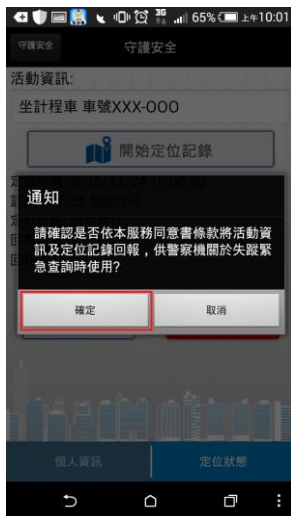 3G
65%
上午10:01
守護安全
守護安全
活動資訊:
坐計程車 車號XXX-OOO
開始定位記錄
通知
請確認是否依本服務同意書條款將活動資
訊及定位記錄回報，供警察機關於失蹤緊
急查詢時使用?
確定
取消
個人資訊
定位狀態